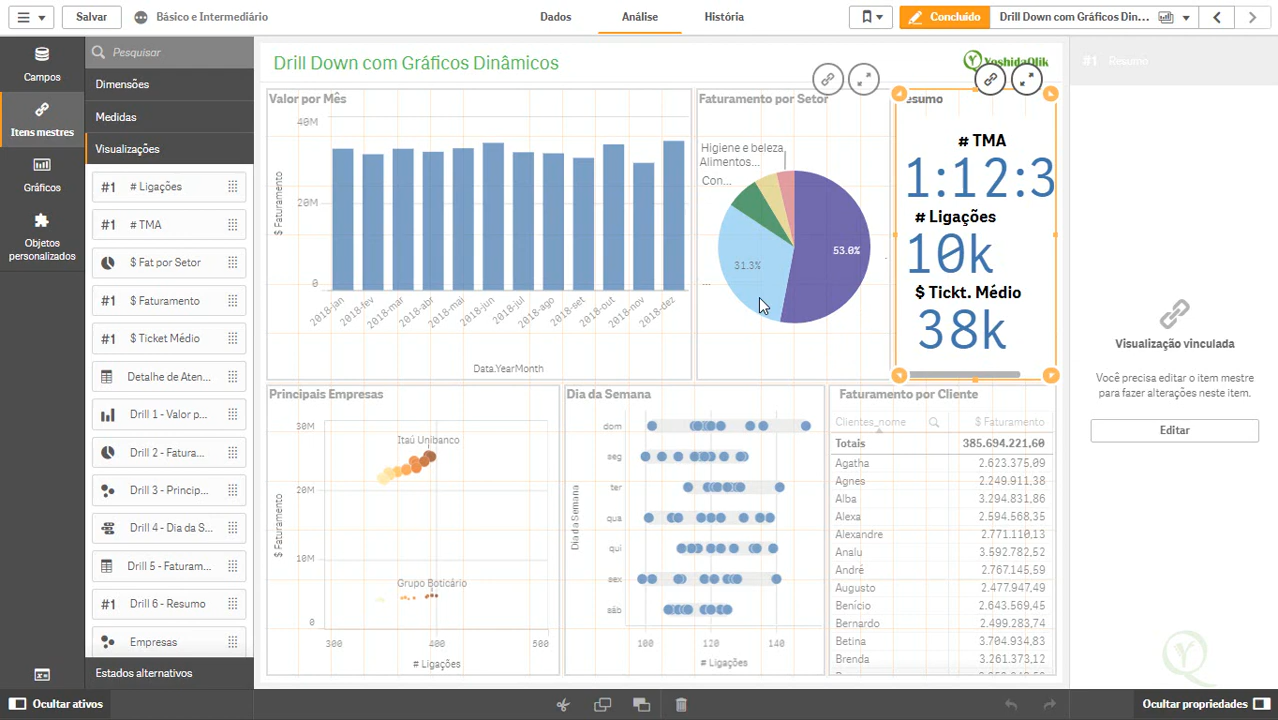 Salvar
Básico e Intermediário
Dados
Análise
História
Concluído
Drill Down com Gráficos Din...
Campos
Itens mestres
Gráficos
Objetos
personalizados
Pesquisar
Dimensões
Medidas
Visualizações
#1 # Ligações
#1 # TMA
$ Fat por Setor
#1 $ Faturamento
#1 $ Ticket Médio
Detalhe de Aten...
Drill 1 - Valor p...
Drill 2 - Fatura...
Drill 3 - Princip...
Drill 4 - Dia da S...
Drill 5 - Faturam...
#1 Drill 6 - Resumo
Empresas
Estados alternativos
Drill Down com Gráficos Dinâmicos
YoshidaQlik
Valor por Mês
$ Faturamento
40M
20M
0
2018-jan
2018-fev
2018-mar
2018-abr
2018-mai
2018-jun
2018-jul
2018-ago
2018-set
2018-out
2018-nov
2018-dez
Data.YearMonth
Faturamento por Setor
Higiene e beleza
Alimentos...
Con...
53.0%
31.3%
...
esumo
# TMA
1:12:3
# Ligações
10k
$ Tickt. Médio
38k
Principais Empresas
$ Faturamento
30M
20M
10M
0
Itaú Unibanco
Grupo Boticário
300
400
500
# Ligações
Dia da Semana
Dia da Semana
dom
seg
ter
qua
qui
sex
sáb
100
120
140
# Ligações
Faturamento por Cliente
Clientes_nome
$ Faturamento
Totais 385.694.221,60
Agatha 2.623.375,09
Agnes 2.249.911,38
Alba 3.294.831,86
Alexa 2.594.568,35
Alexandre 2.771.110,13
Analu 3.592.782,52
André 2.767.145,59
Augusto 2.477.947,49
Benício 2.643.569,45
Bernardo 2.499.283,74
Betina 3.704.934,83
Brenda 3.261.373,12
#1 Resumo
Visualização vinculada
Você precisa editar o item mestre
para fazer alterações neste item.
Editar
Ocultar ativos
Ocultar propriedades